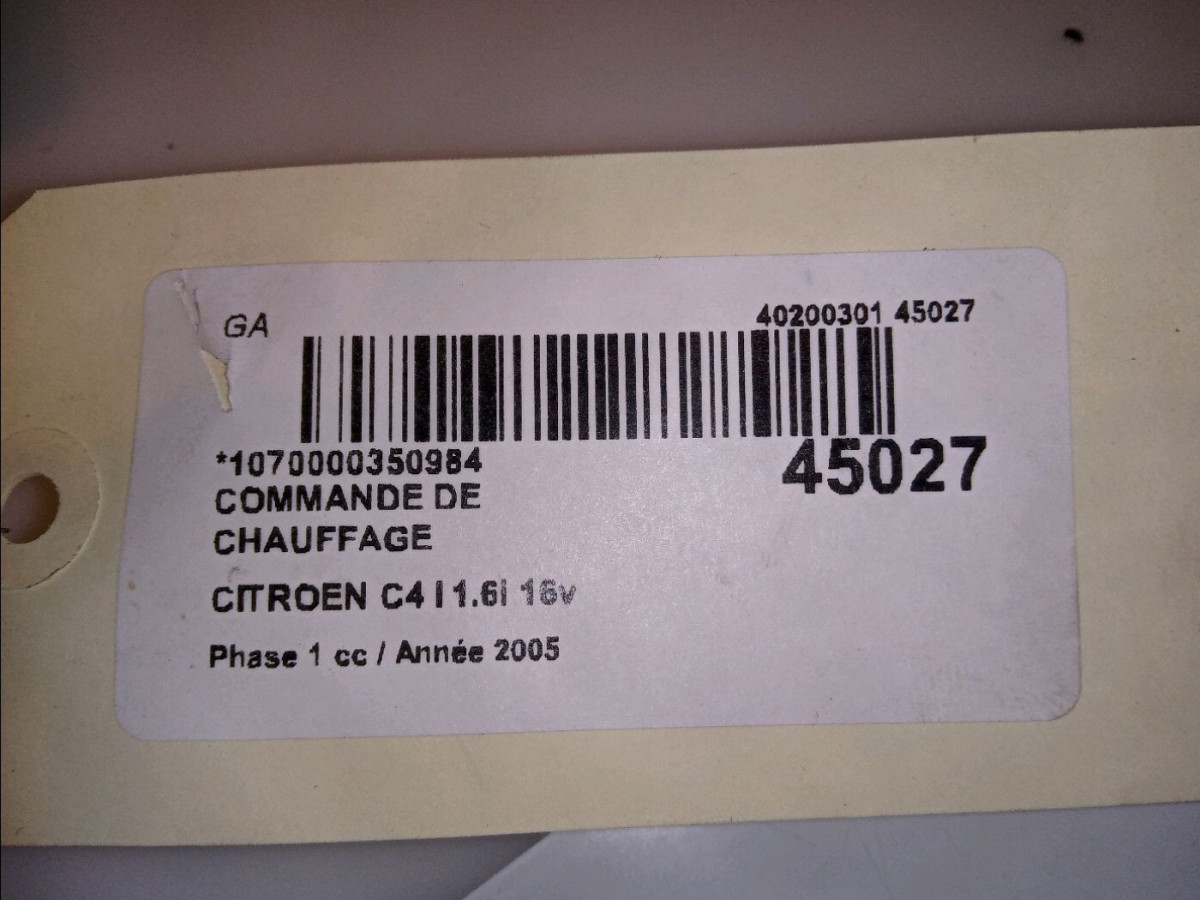 GA
40200301 45027
*1070000350984
45027
COMMANDE DE
CHAUFFAGE
CITROEN C4 I 1.6i 16v
Phase 1 cc / Année 2005